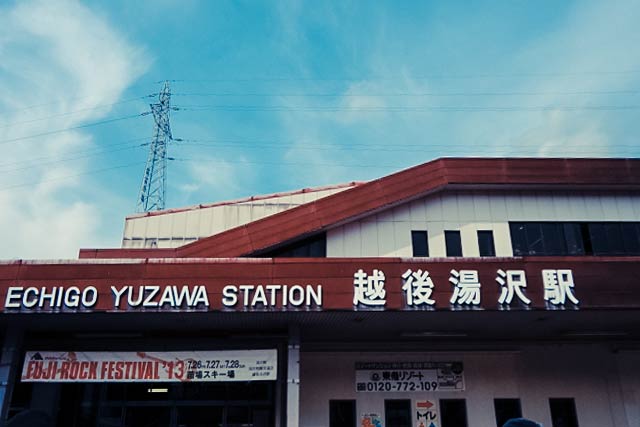 ECHIGO YUZAWA STATION 越後湯沢駅
FUJI ROCK FESTIVAL '13
7.26 7.27 7.28
苗場スキー場
0120-772-109
トイレ